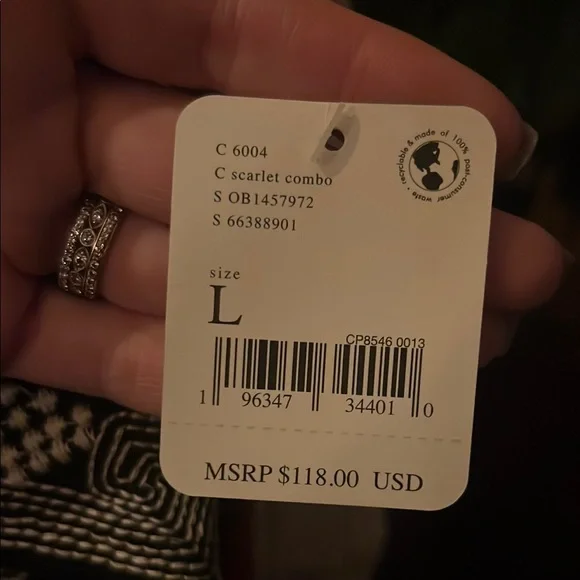 C 6004
C scarlet combo
S OB1457972
S 66388901
recyclable & made of 100% post-consumer waste •
size
L
CP8546 0013
1 96347 34401 0
MSRP $118.00 USD